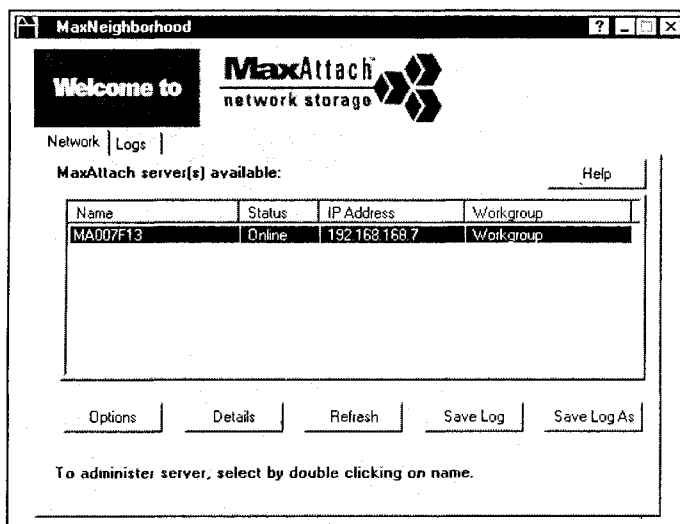 MaxNeighborhood
Welcome to
MaxAttach™
network storage
Network Logs
MaxAttach server(s) available:
Help
Name Status IP Address Workgroup
MA007F13 Online 192.168.168.7 Workgroup
Options Details Refresh Save Log Save Log As
To administer server, select by double clicking on name.